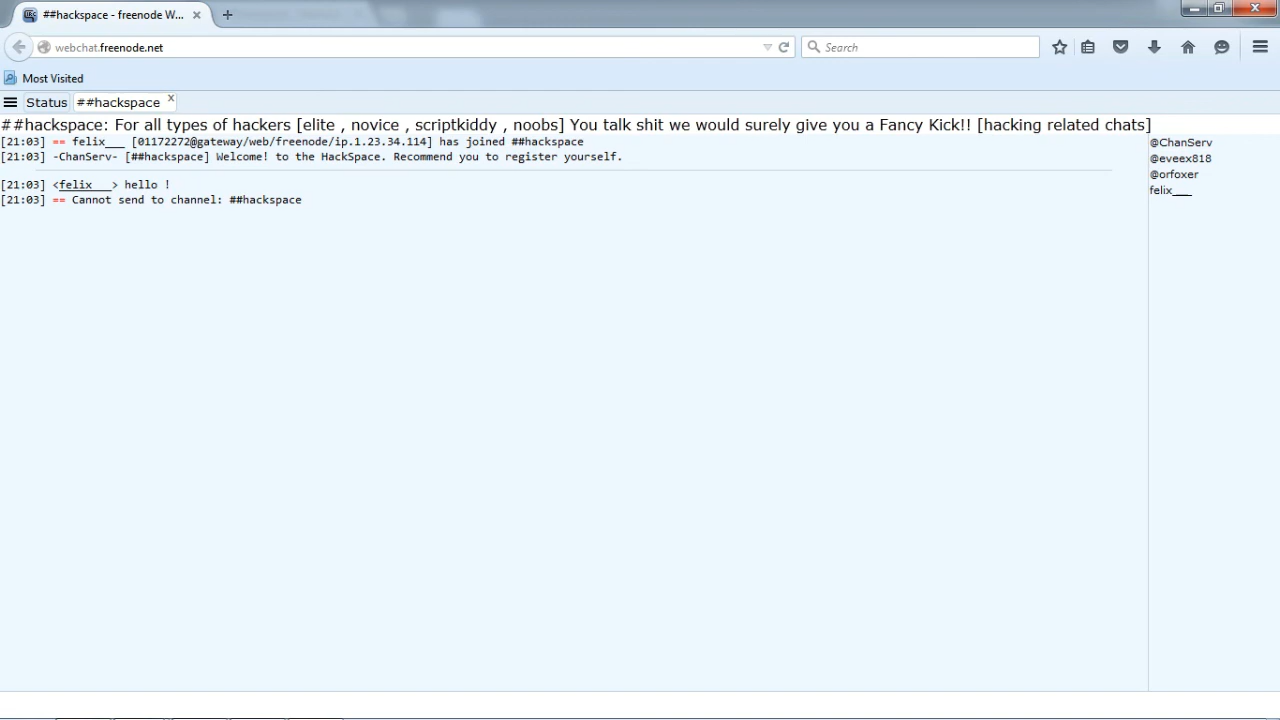 ##hackspace - freenode W...
webchat.freenode.net
Search
Most Visited
Status ##hackspace x
##hackspace: For all types of hackers [elite , novice , scriptkiddy , noobs] You talk shit we would surely give you a Fancy Kick!! [hacking related chats]
[21:03] == felix___ [01172272@gateway/web/freenode/ip.1.23.34.114] has joined ##hackspace
[21:03] -ChanServ- [##hackspace] Welcome! to the HackSpace. Recommend you to register yourself.
[21:03] <felix___> hello !
[21:03] == Cannot send to channel: ##hackspace
@ChanServ
@eveex818
@orfoxer
felix___